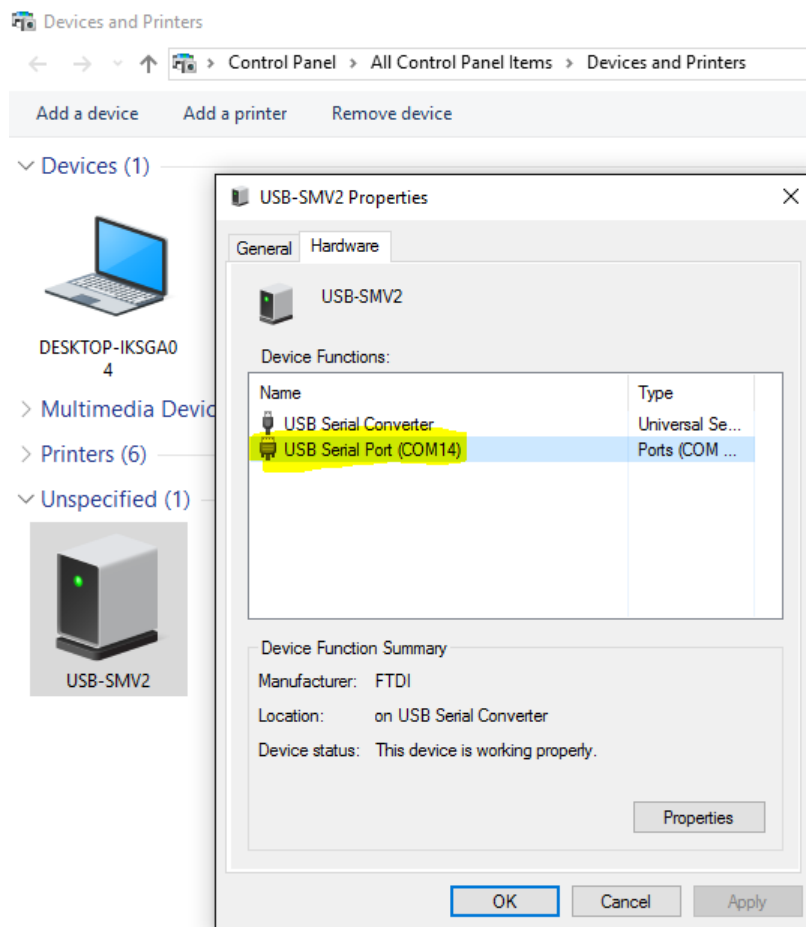 Devices and Printers
Control Panel > All Control Panel Items > Devices and Printers
Add a device Add a printer Remove device
Devices (1)
DESKTOP-IKSGA0
4
Multimedia Devic
Printers (6)
Unspecified (1)
USB-SMV2
USB-SMV2 Properties
General Hardware
USB-SMV2
Device Functions:
Name Type
USB Serial Converter Universal Se...
USB Serial Port (COM14) Ports (COM ...
Device Function Summary
Manufacturer: FTDI
Location: on USB Serial Converter
Device status: This device is working properly.
Properties
OK Cancel Apply